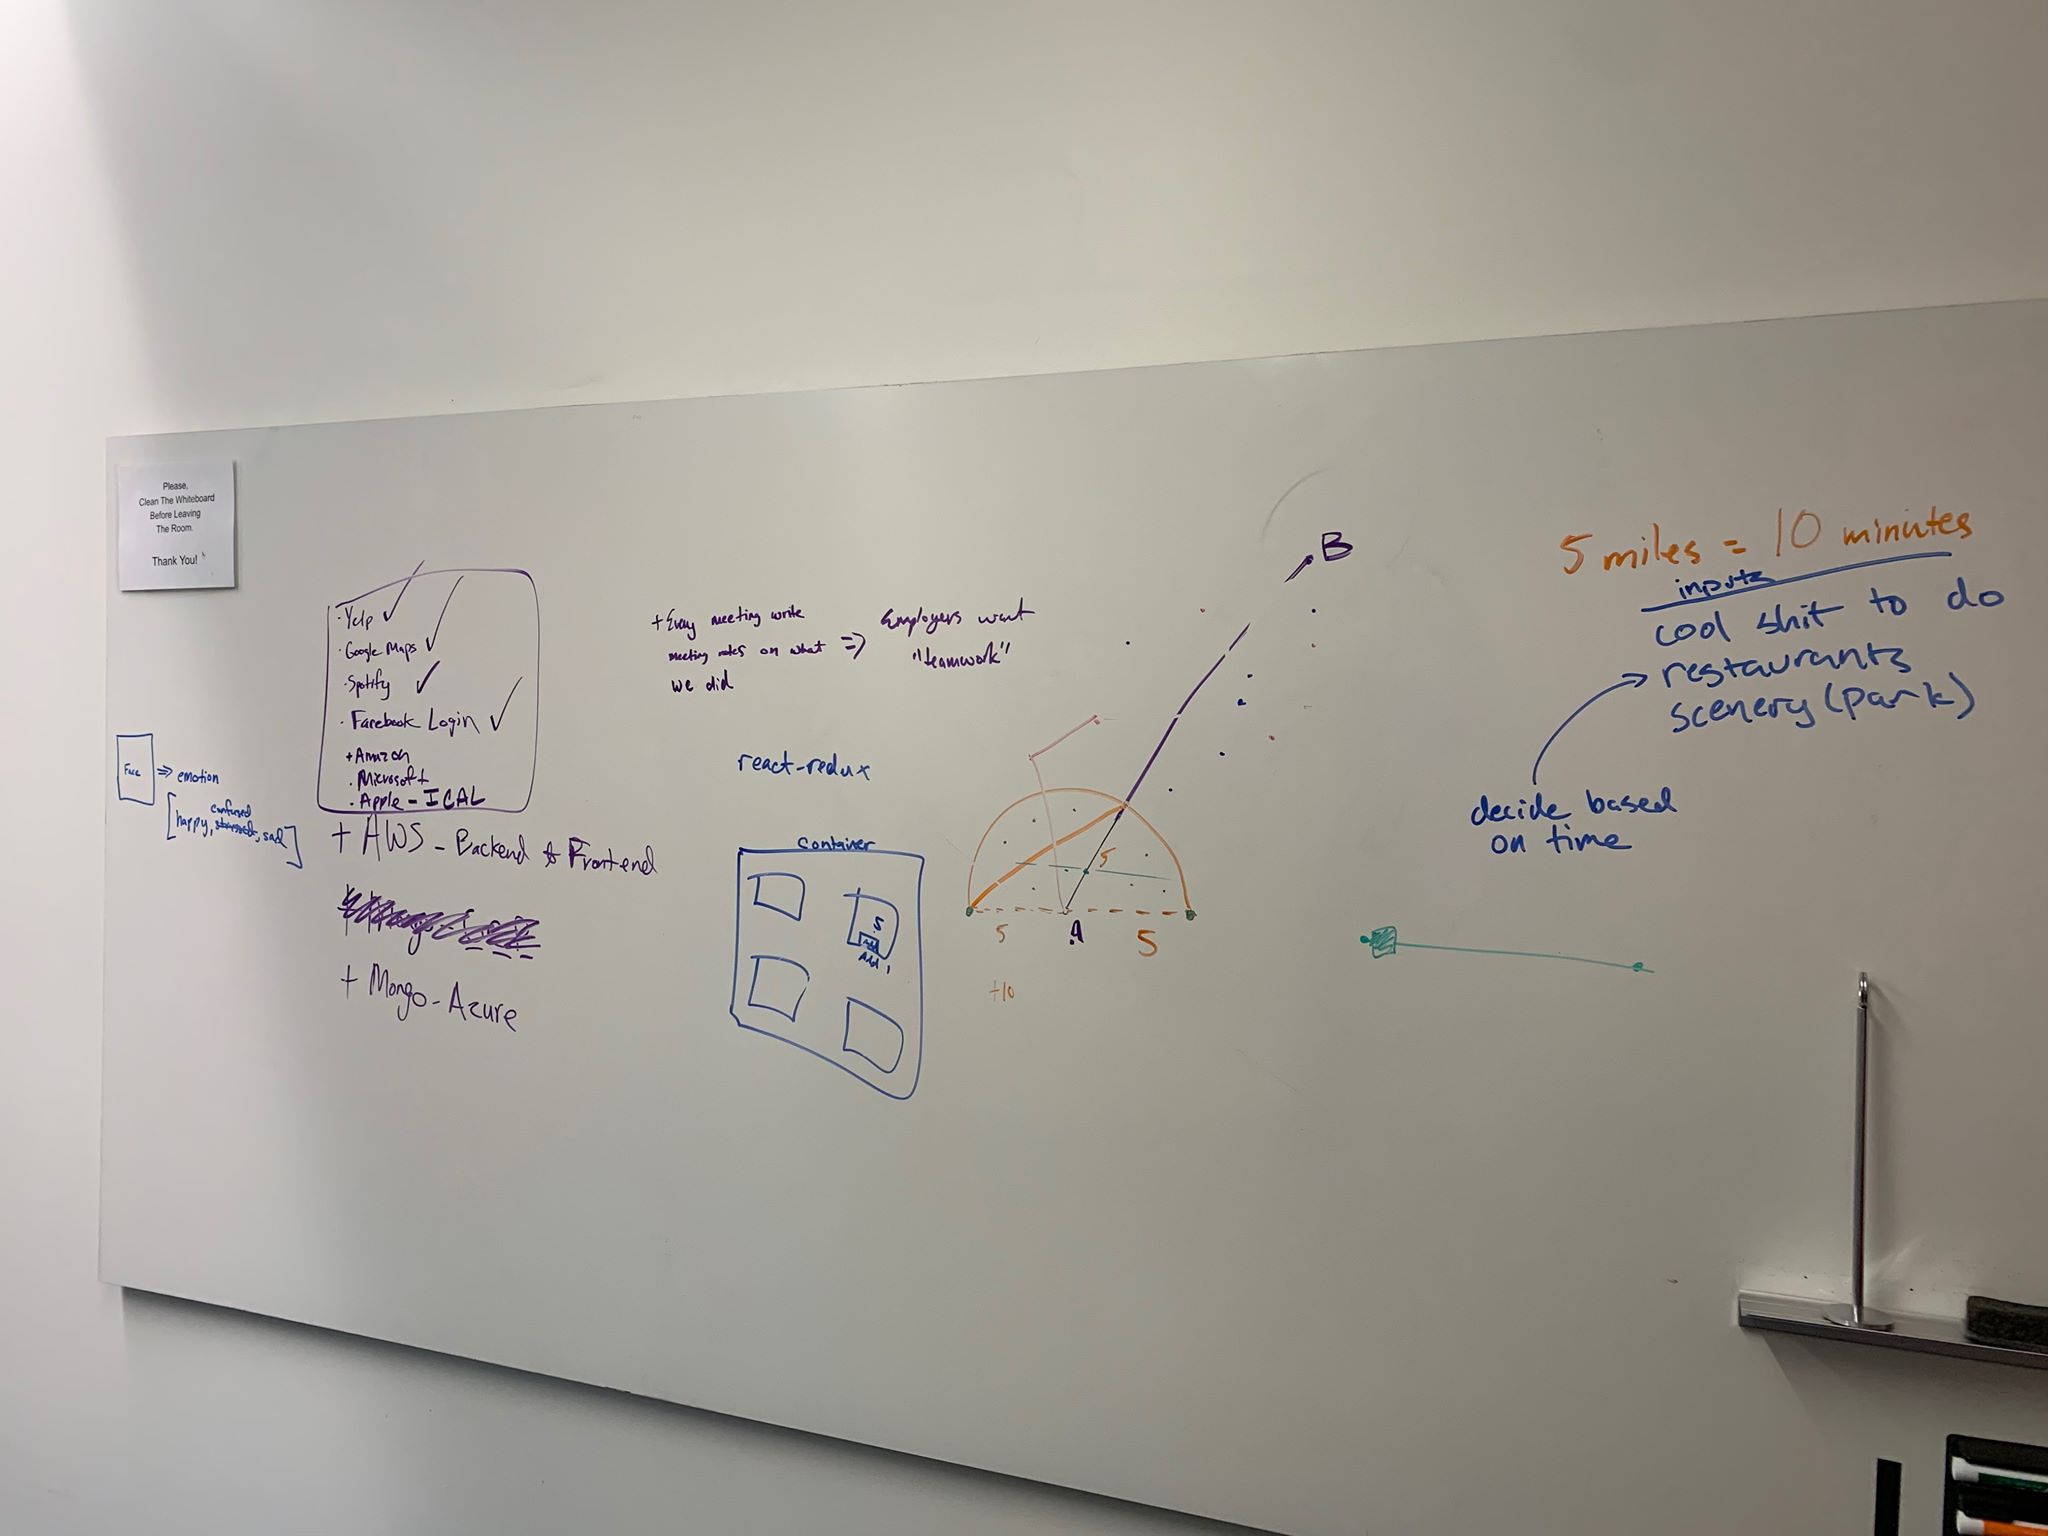 Please,
Clean The Whiteboard
Before Leaving
The Room.
Thank You!
Face => emotion
[happy, confused, sad]
· Yelp ✓
· Google Maps ✓
· Spotify ✓
· Facebook Login ✓
+ Amazon
· Microsoft
· Apple - ICAL
+ AWS - Backend & Frontend
+ Mongo - Azure
+ Every meeting write
meeting notes on what
we did
=> Employers want
"teamwork"
react-redux
Container
5
Add 1
B
5
5
A
5
+10
5 miles = 10 minutes
inputs
cool shit to do
restaurants
scenery (park)
decide based
on time